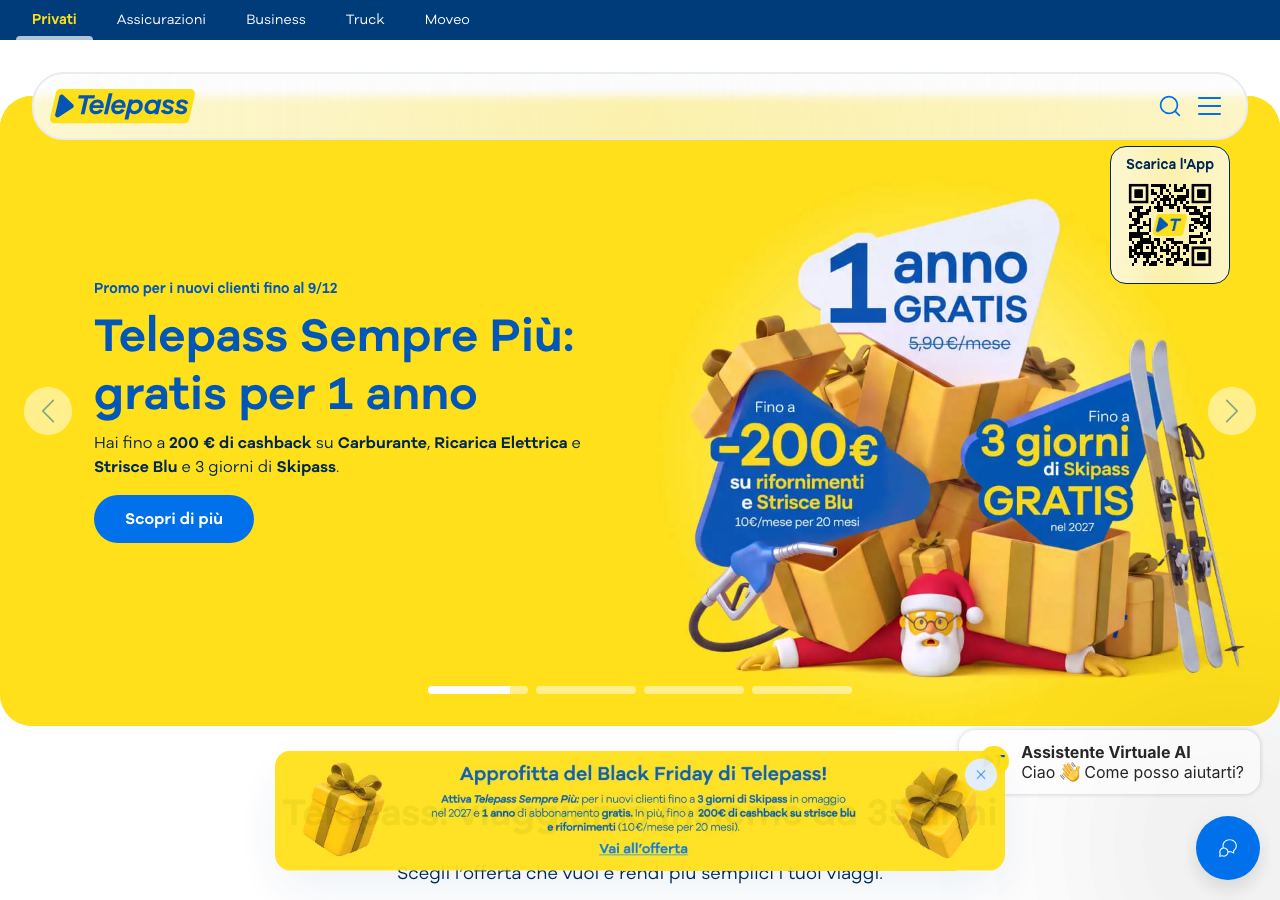 Privati
Assicurazioni
Business
Truck
Moveo
Telepass
Scarica l'App
T
Promo per i nuovi clienti fino al 9/12
Telepass Sempre Più:
gratis per 1 anno
Hai fino a 200 € di cashback su Carburante, Ricarica Elettrica e
Strisce Blu e 3 giorni di Skipass.
Scopri di più
1 anno
GRATIS
5,90 €/mese
Fino a
-200€
su rifornimenti
e Strisce Blu
10€/mese per 20 mesi
Fino a
3 giorni
di Skipass
GRATIS
nel 2027
Assistente Virtuale AI
Ciao 👋 Come posso aiutarti?
Approfitta del Black Friday di Telepass!
Attiva Telepass Sempre Più: per i nuovi clienti fino a 3 giorni di Skipass in omaggio
nel 2027 e 1 anno di abbonamento gratis. In più, fino a 200€ di cashback su strisce blu
e rifornimenti (10€/mese per 20 mesi).
Vai all'offerta
Scegli l'offerta che vuoi e rendi più semplici i tuoi viaggi.